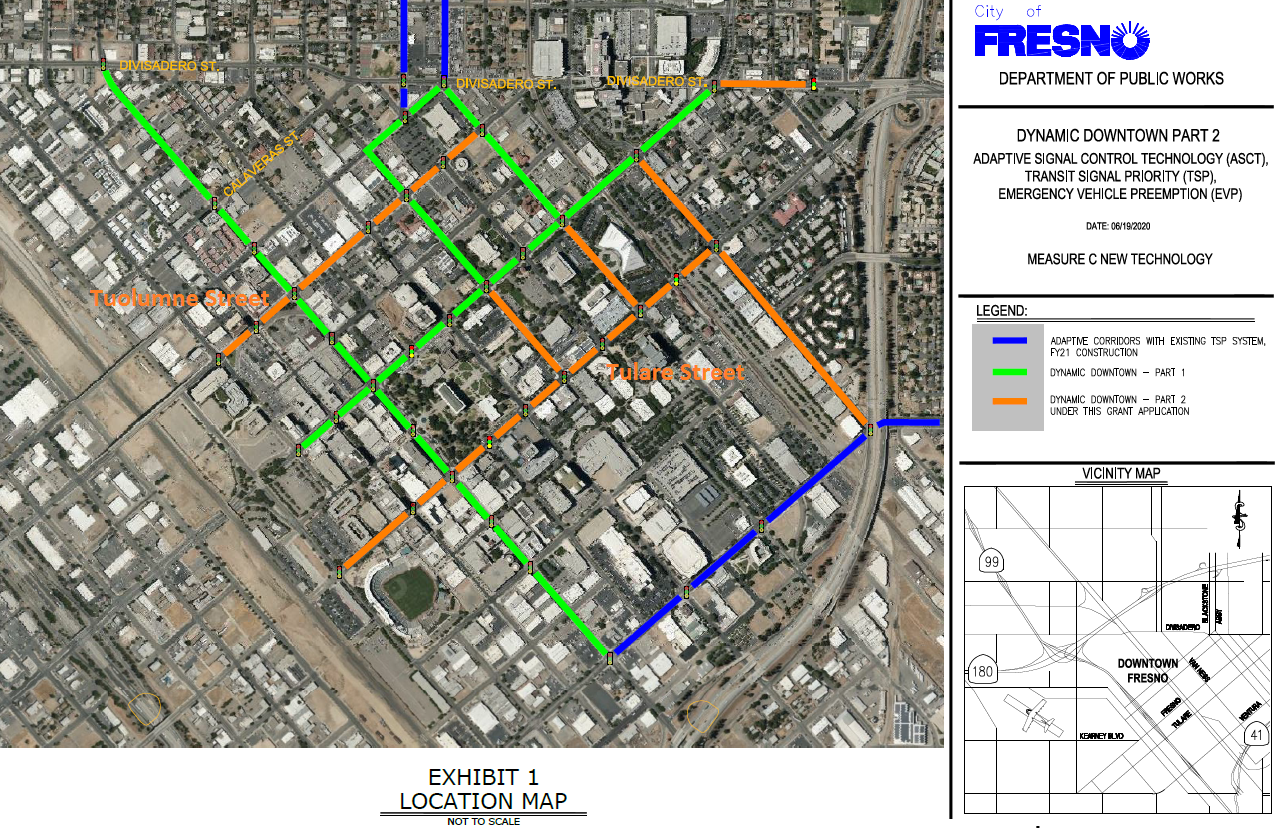 DIVISADERO ST.
DIVISADERO ST.
DIVISADERO ST.
CALAVERAS ST.
Tuolumne Street
Tulare Street
EXHIBIT 1
LOCATION MAP
NOT TO SCALE
City of
FRESNO
DEPARTMENT OF PUBLIC WORKS
DYNAMIC DOWNTOWN PART 2
ADAPTIVE SIGNAL CONTROL TECHNOLOGY (ASCT),
TRANSIT SIGNAL PRIORITY (TSP),
EMERGENCY VEHICLE PREEMPTION (EVP)
DATE: 06/19/2020
MEASURE C NEW TECHNOLOGY
LEGEND:
ADAPTIVE CORRIDORS WITH EXISTING TSP SYSTEM,
FY21 CONSTRUCTION
DYNAMIC DOWNTOWN - PART 1
DYNAMIC DOWNTOWN - PART 2
UNDER THIS GRANT APPLICATION
VICINITY MAP
99
BLACKSTONE
ABBY
DIVISADERO
180
DOWNTOWN
FRESNO
VAN NESS
FRESNO
TULARE
VENTURA
41
KEARNEY BLVD